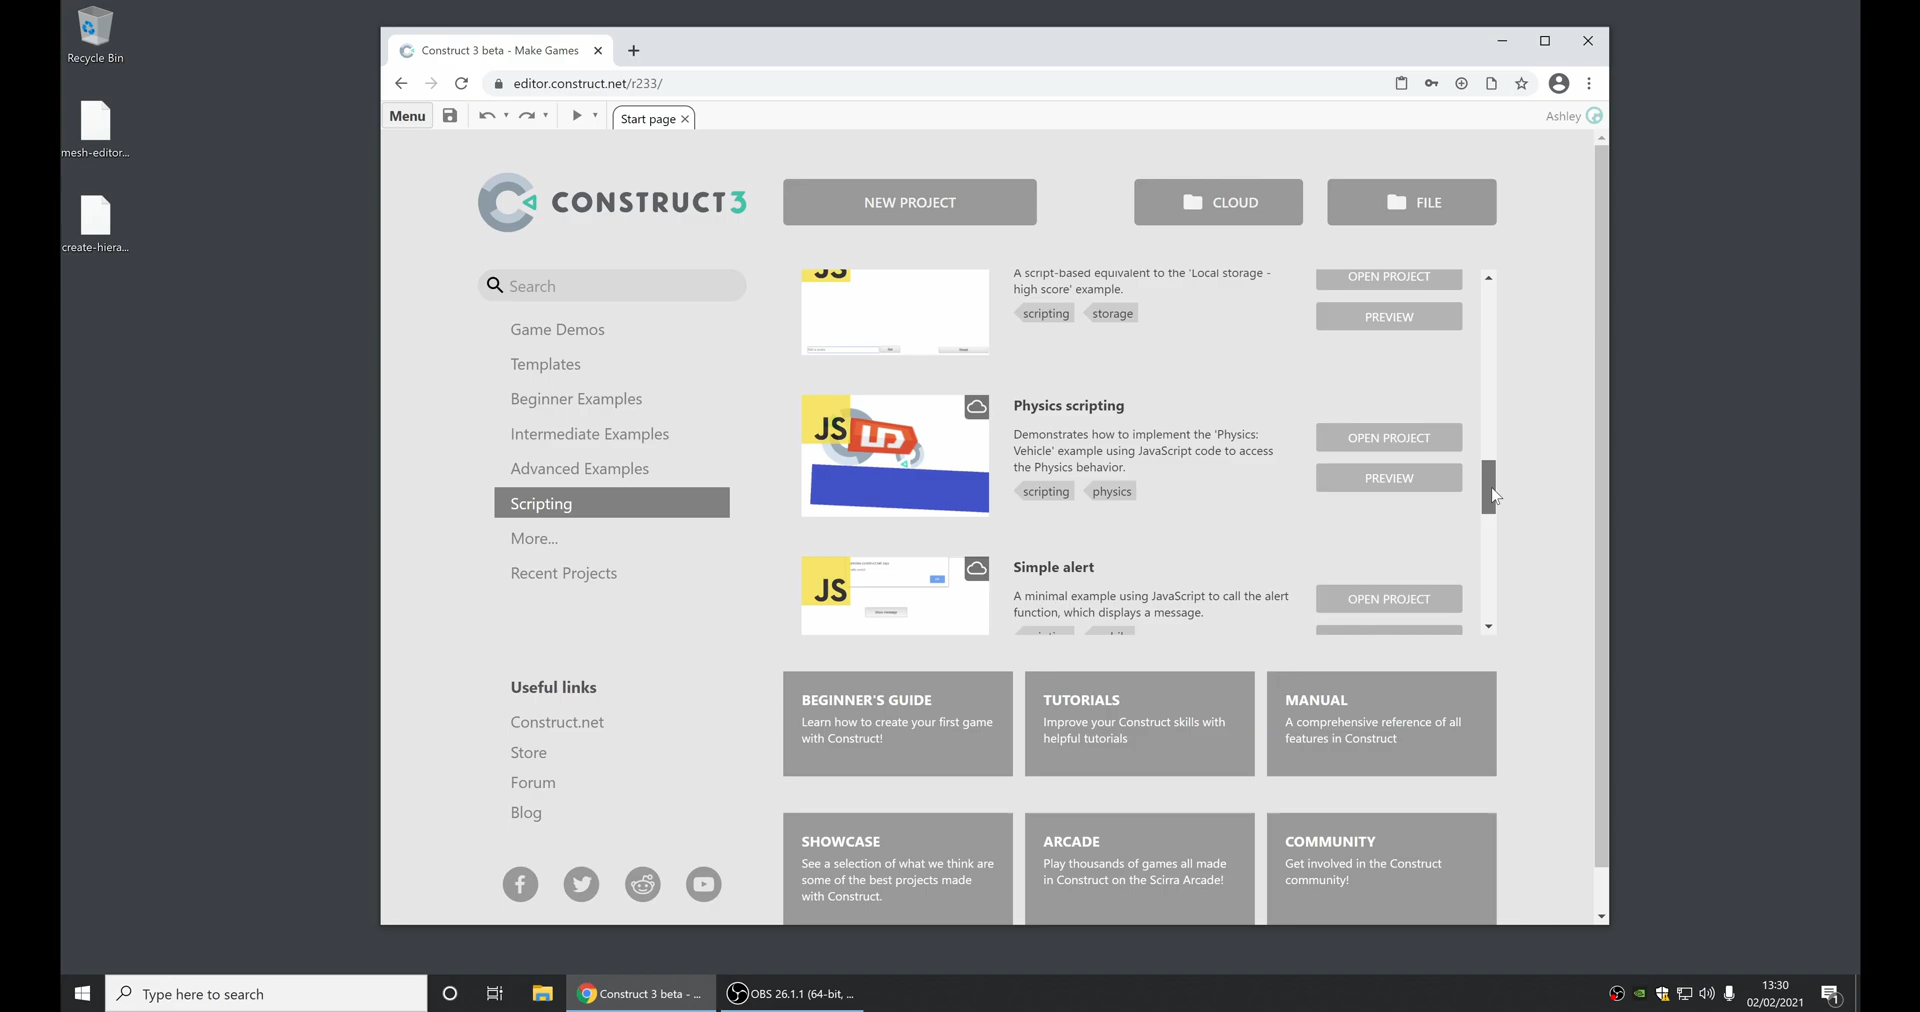 Recycle Bin
mesh-editor...
create-hiera...
Construct 3 beta - Make Games
editor.construct.net/r233/
Menu
Start page
Ashley
CONSTRUCT3
NEW PROJECT
CLOUD
FILE
Search
Game Demos
Templates
Beginner Examples
Intermediate Examples
Advanced Examples
Scripting
More...
Recent Projects
JS
A script-based equivalent to the 'Local storage -
high score' example.
scripting
storage
OPEN PROJECT
PREVIEW
JS
Physics scripting
Demonstrates how to implement the 'Physics:
Vehicle' example using JavaScript code to access
the Physics behavior.
scripting
physics
OPEN PROJECT
PREVIEW
JS
Simple alert
A minimal example using JavaScript to call the alert
function, which displays a message.
OPEN PROJECT
Useful links
Construct.net
Store
Forum
Blog
BEGINNER'S GUIDE
Learn how to create your first game
with Construct!
TUTORIALS
Improve your Construct skills with
helpful tutorials
MANUAL
A comprehensive reference of all
features in Construct
SHOWCASE
See a selection of what we think are
some of the best projects made
with Construct.
ARCADE
Play thousands of games all made
in Construct on the Scirra Arcade!
COMMUNITY
Get involved in the Construct
community!
Type here to search
Construct 3 beta - ...
OBS 26.1.1 (64-bit, ...
13:30
02/02/2021
1